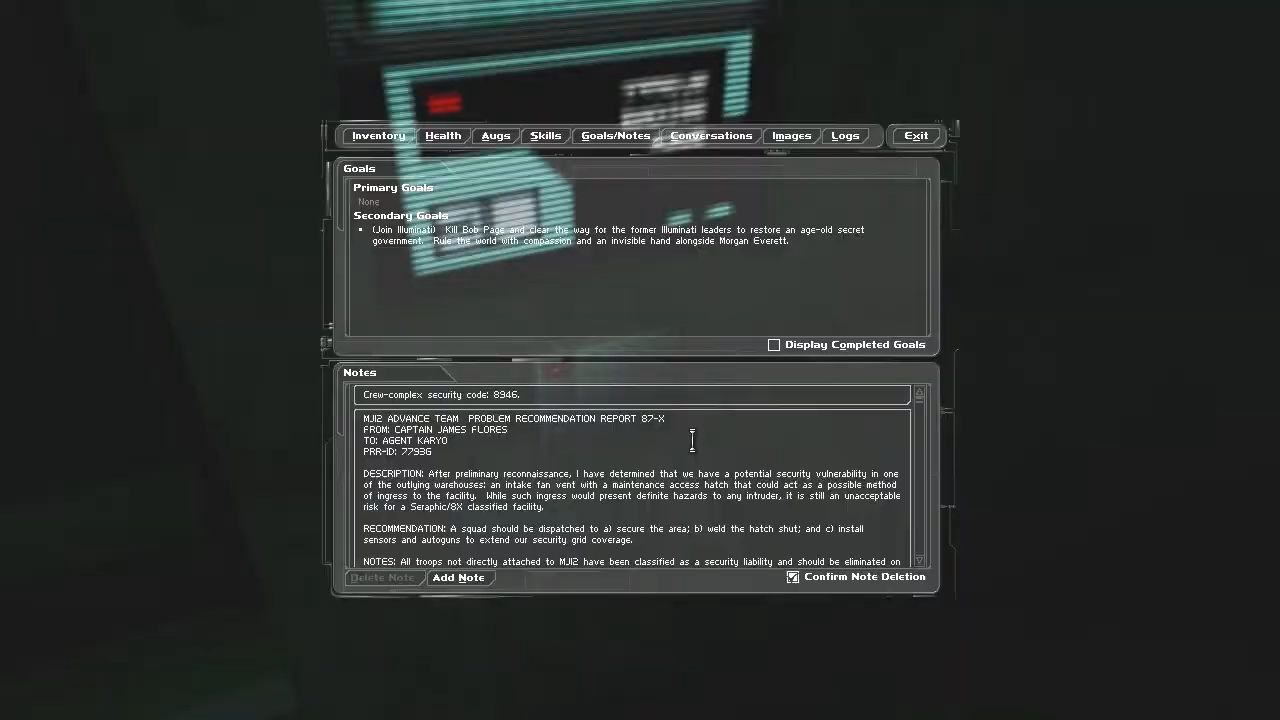 Inventory Health Augs Skills Goals/Notes Conversations Images Logs Exit
Goals
Primary Goals
None
Secondary Goals
(Join Illuminati) Kill Bob Page and clear the way for the former Illuminati leaders to restore an age-old secret
government. Rule the world with compassion and an invisible hand alongside Morgan Everett.
Display Completed Goals
Notes
Crew-complex security code: 8946.
MJ12 ADVANCE TEAM PROBLEM RECOMMENDATION REPORT 87-X
FROM: CAPTAIN JAMES FLORES
TO: AGENT KARYO
PRR-ID: 7793G
DESCRIPTION: After preliminary reconnaissance, I have determined that we have a potential security vulnerability in one
of the outlying warehouses: an intake fan vent with a maintenance access hatch that could act as a possible method
of ingress to the facility. While such ingress would present definite hazards to any intruder, it is still an unacceptable
risk for a Seraphic/8X classified facility.
RECOMMENDATION: A squad should be dispatched to a) secure the area; b) weld the hatch shut; and c) install
sensors and autoguns to extend our security grid coverage.
NOTES: All troops not directly attached to MJ12 have been classified as a security liability and should be eliminated on
Delete Note Add Note Confirm Note Deletion